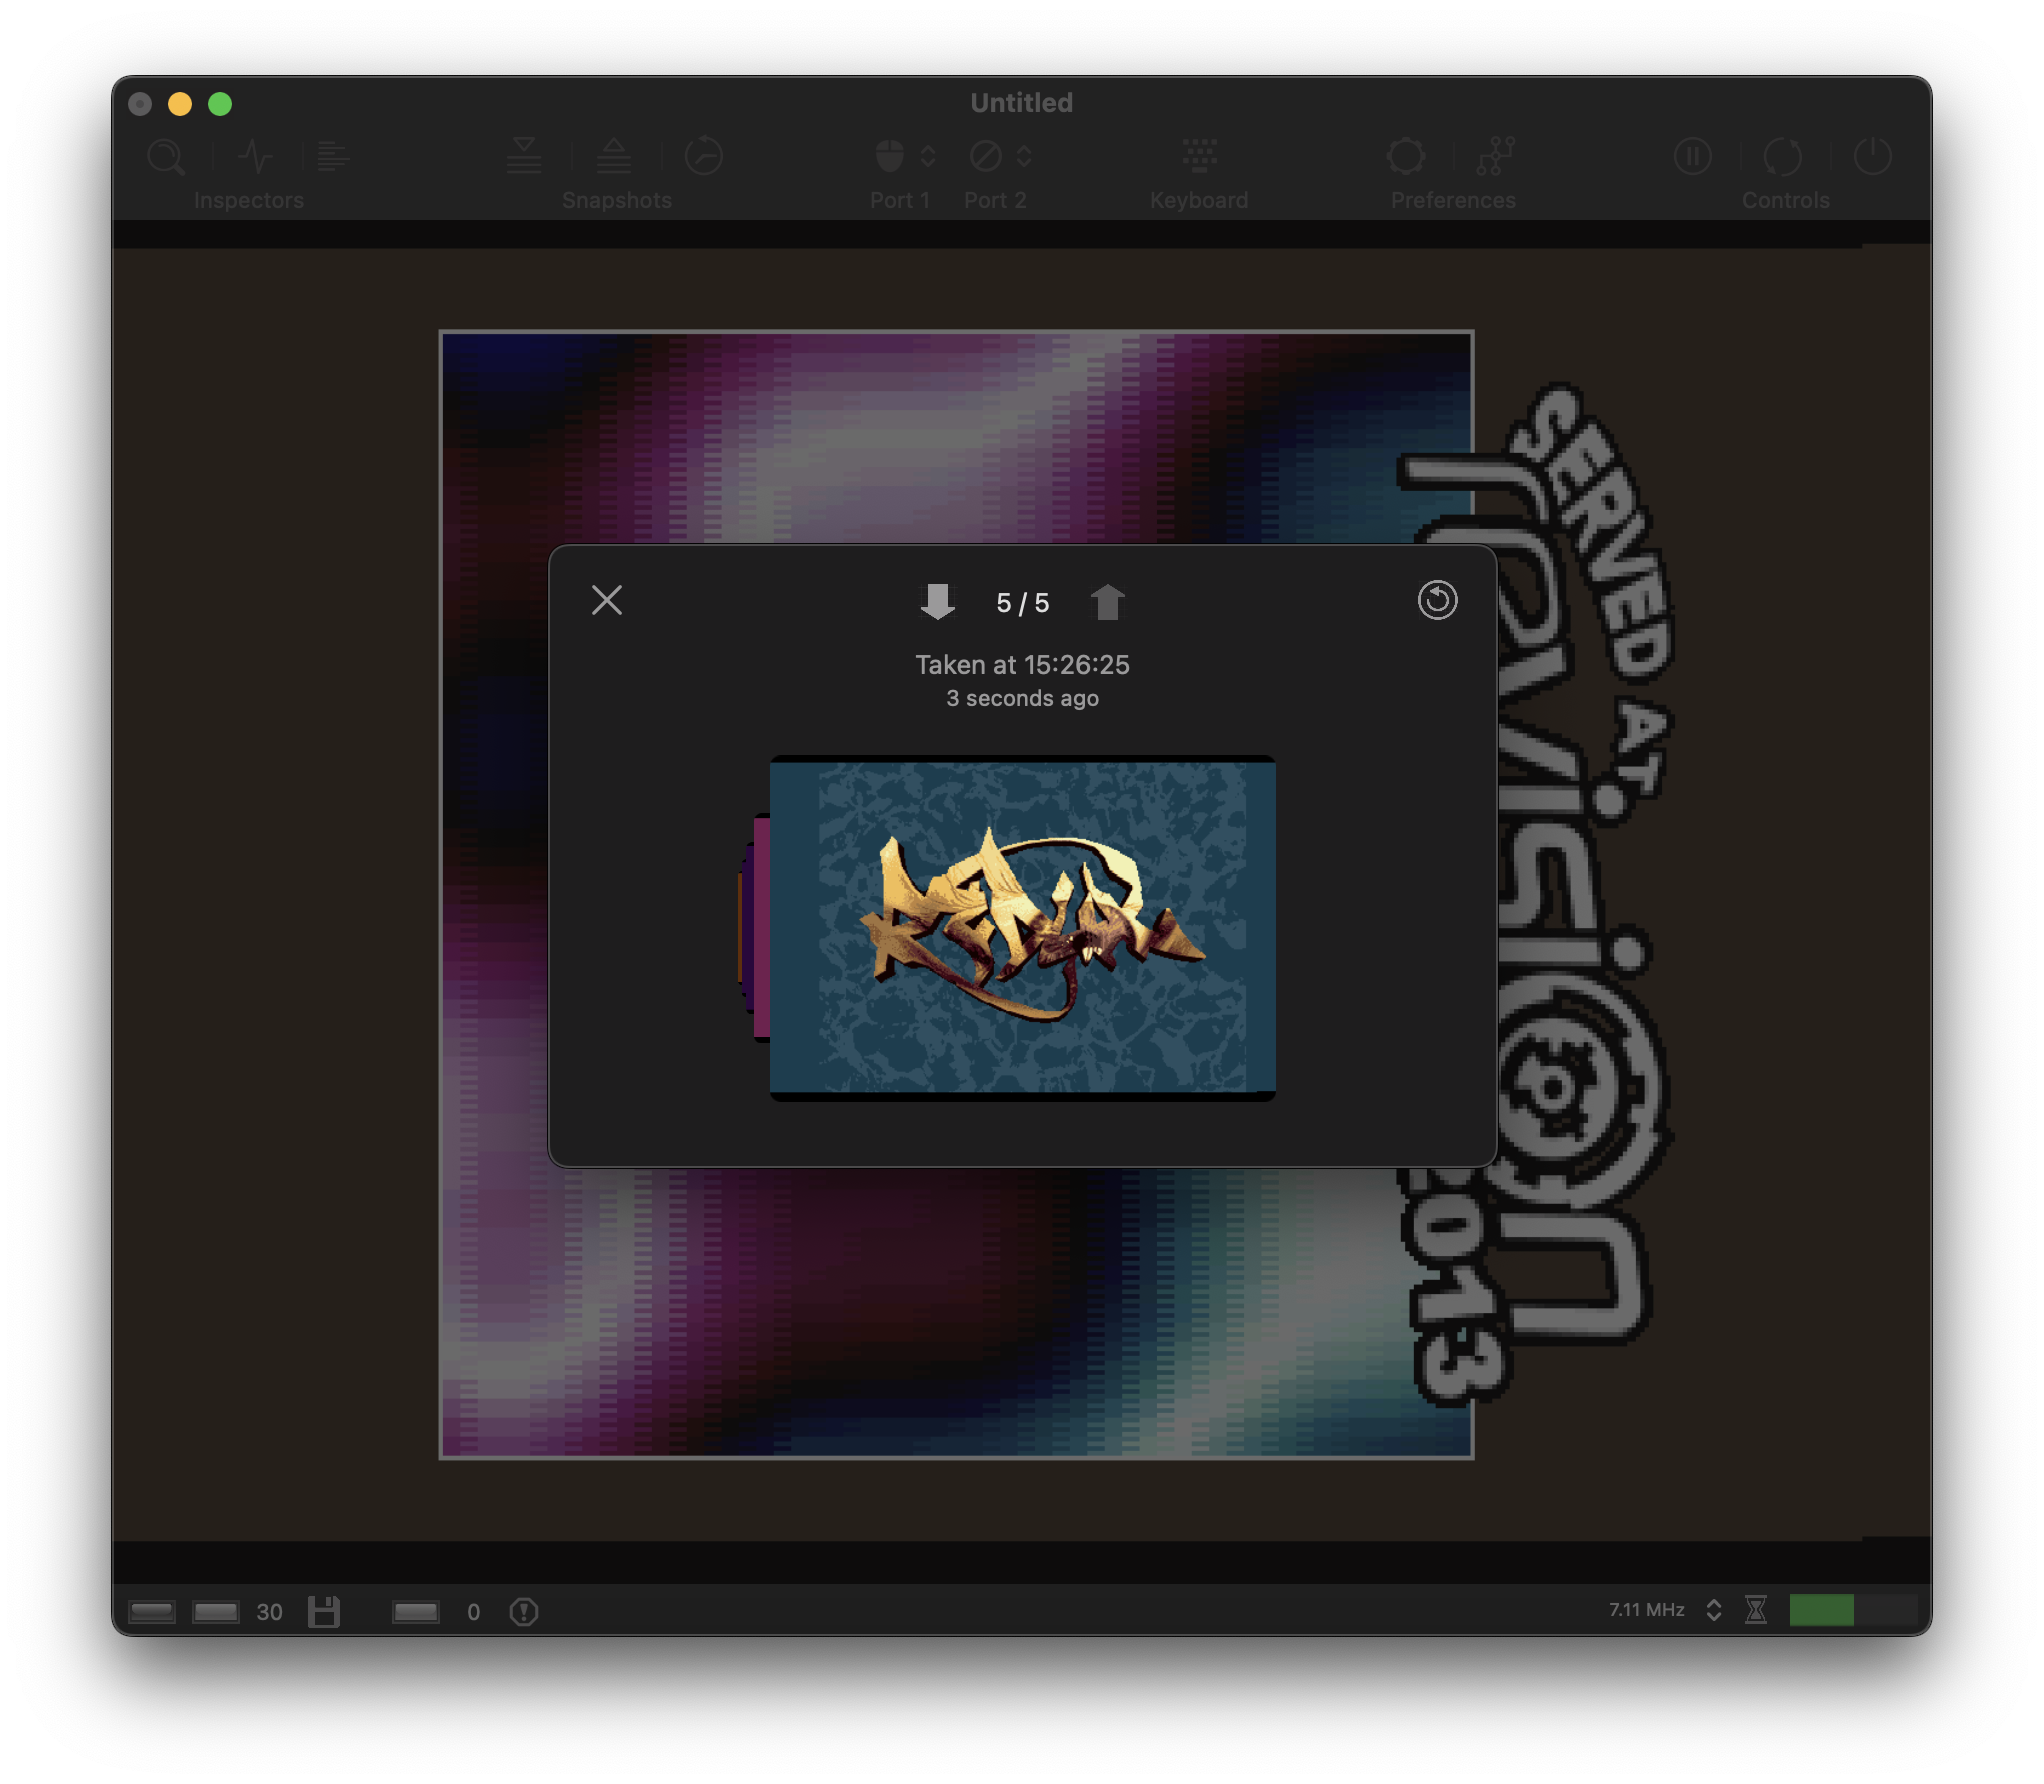 Untitled
Inspectors
Snapshots
Port 1
Port 2
Keyboard
Preferences
Controls
5 / 5
Taken at 15:26:25
3 seconds ago
SERVED AT
revision
2013
30
0
7.11 MHz